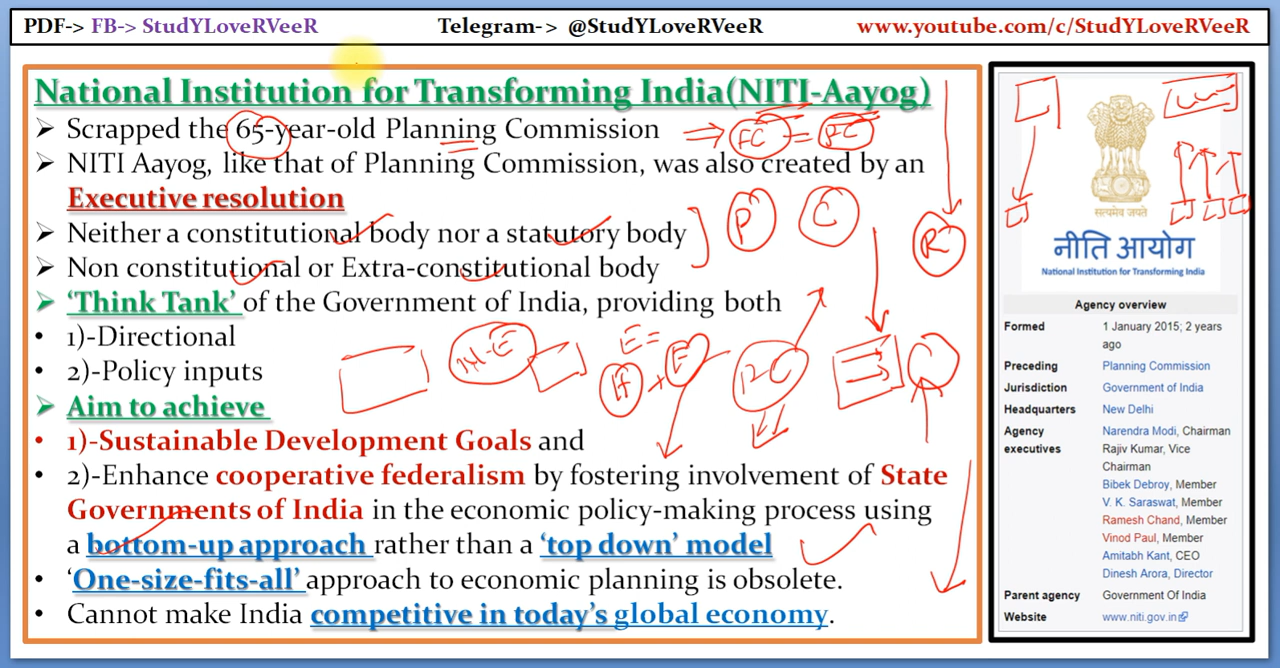 PDF-> FB-> StudYLoveRVeeR Telegram-> @StudYLoveRVeeR www.youtube.com/c/StudYLoveRVeeR
National Institution for Transforming India(NITI-Aayog)
➤ Scrapped the 65-year-old Planning Commission
FC = PC
➤ NITI Aayog, like that of Planning Commission, was also created by an
Executive resolution
➤ Neither a constitutional body nor a statutory body
P C R
➤ Non constitutional or Extra-constitutional body
➤ 'Think Tank' of the Government of India, providing both
• 1)-Directional
• 2)-Policy inputs
E=
+ E
➤ Aim to achieve
• 1)-Sustainable Development Goals and
• 2)-Enhance cooperative federalism by fostering involvement of State
Governments of India in the economic policy-making process using
a bottom-up approach rather than a 'top down' model
• 'One-size-fits-all' approach to economic planning is obsolete.
• Cannot make India competitive in today's global economy.
सत्यमेव जयते
नीति आयोग
National Institution for Transforming India
Agency overview
Formed 1 January 2015; 2 years
ago
Preceding Planning Commission
Jurisdiction Government of India
Headquarters New Delhi
Agency Narendra Modi, Chairman
executives Rajiv Kumar, Vice
Chairman
Bibek Debroy, Member
V. K. Saraswat, Member
Ramesh Chand, Member
Vinod Paul, Member
Amitabh Kant, CEO
Dinesh Arora, Director
Parent agency Government Of India
Website www.niti.gov.in